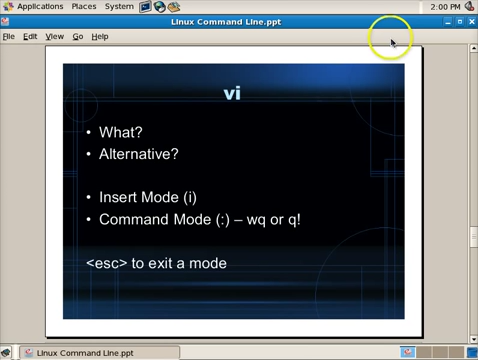 Applications Places System 2:00 PM
Linux Command Line.ppt
File Edit View Go Help
vi
• What?
• Alternative?
• Insert Mode (i)
• Command Mode (:) – wq or q!
<esc> to exit a mode
Linux Command Line.ppt